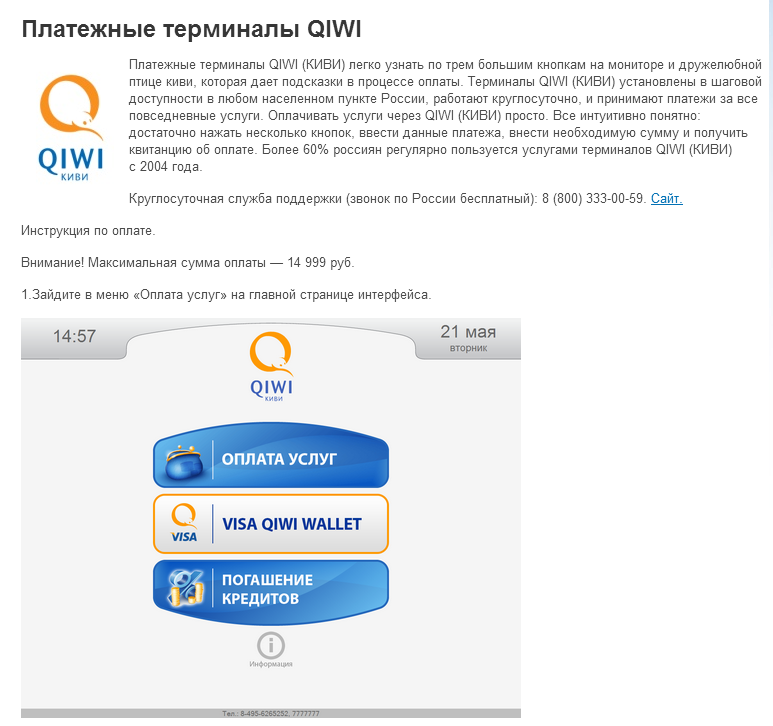 Платежные терминалы QIWI
Платежные терминалы QIWI (КИВИ) легко узнать по трем большим кнопкам на мониторе и дружелюбной
птице киви, которая дает подсказки в процессе оплаты. Терминалы QIWI (КИВИ) установлены в шаговой
доступности в любом населенном пункте России, работают круглосуточно, и принимают платежи за все
повседневные услуги. Оплачивать услуги через QIWI (КИВИ) просто. Все интуитивно понятно:
достаточно нажать несколько кнопок, ввести данные платежа, внести необходимую сумму и получить
квитанцию об оплате. Более 60% россиян регулярно пользуется услугами терминалов QIWI (КИВИ)
с 2004 года.
QIWI
КИВИ
Круглосуточная служба поддержки (звонок по России бесплатный): 8 (800) 333-00-59. Сайт.
Инструкция по оплате.
Внимание! Максимальная сумма оплаты — 14 999 руб.
1.Зайдите в меню «Оплата услуг» на главной странице интерфейса.
14:57
21 мая
вторник
QIWI
КИВИ
ОПЛАТА УСЛУГ
VISA
VISA QIWI WALLET
ПОГАШЕНИЕ
КРЕДИТОВ
Информация
Тел.: 8-495-6265252, 7777777